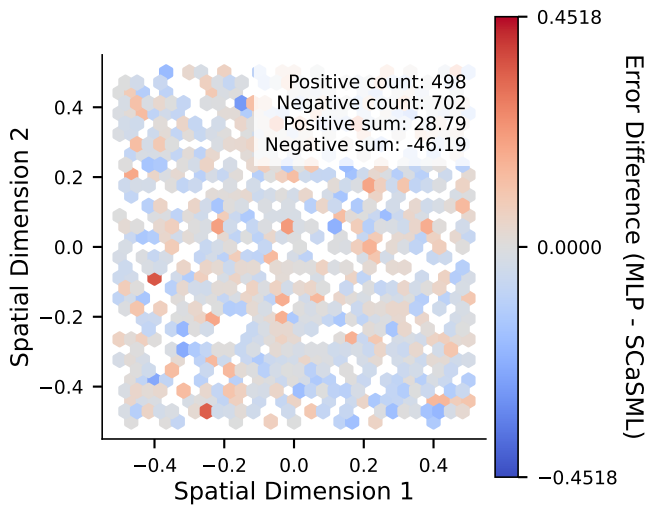 Positive count: 498
Negative count: 702
Positive sum: 28.79
Negative sum: -46.19
0.4
0.2
0.0
−0.2
−0.4
Spatial Dimension 2
−0.4
−0.2
0.0
0.2
0.4
Spatial Dimension 1
0.4518
0.0000
−0.4518
Error Difference (MLP - SCaSML)